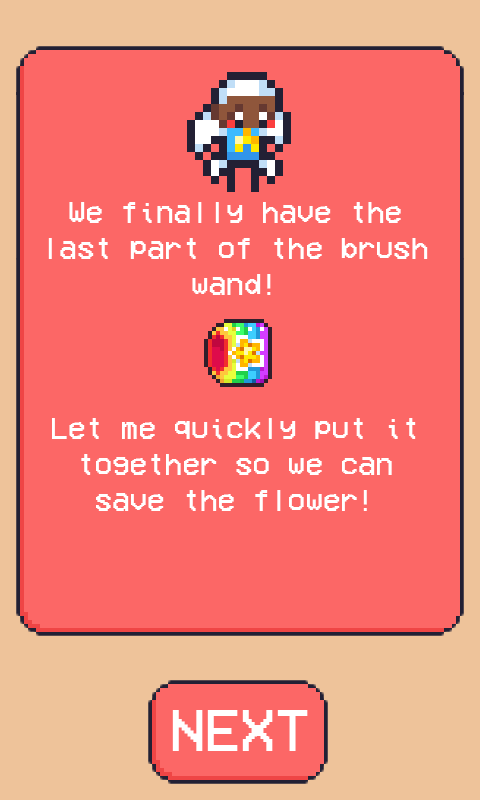 We finally have the
last part of the brush
wand!
Let me quickly put it
together so we can
save the flower!
NEXT